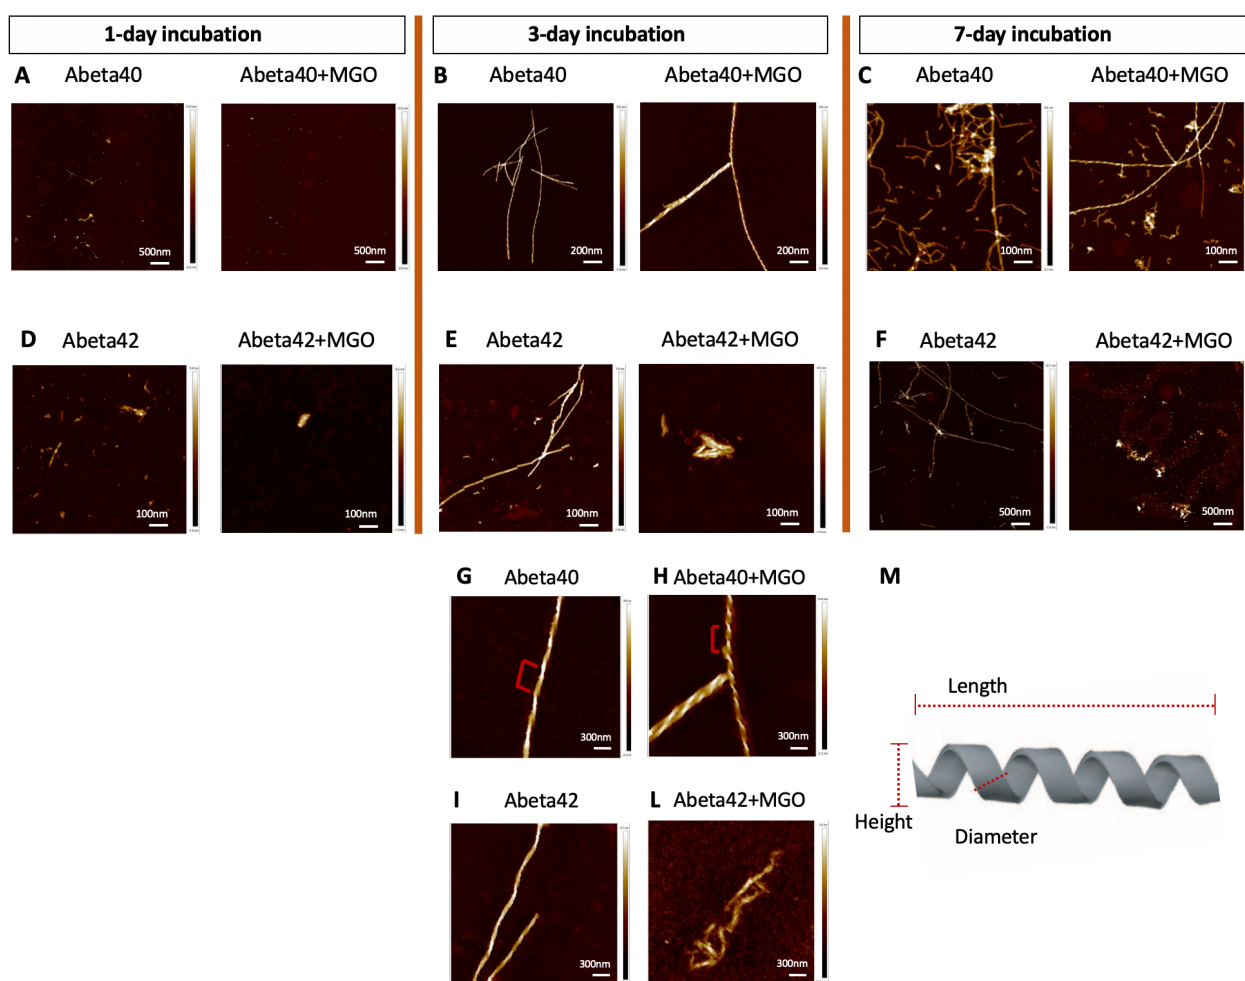 1-day incubation
3-day incubation
7-day incubation
A
Abeta40
Abeta40+MGO
B
Abeta40
Abeta40+MGO
C
Abeta40
Abeta40+MGO
500nm
500nm
200nm
200nm
100nm
100nm
D
Abeta42
Abeta42+MGO
E
Abeta42
Abeta42+MGO
F
Abeta42
Abeta42+MGO
100nm
100nm
100nm
100nm
500nm
500nm
G
Abeta40
H
Abeta40+MGO
M
300nm
300nm
Length
Height
Diameter
I
Abeta42
L
Abeta42+MGO
300nm
300nm